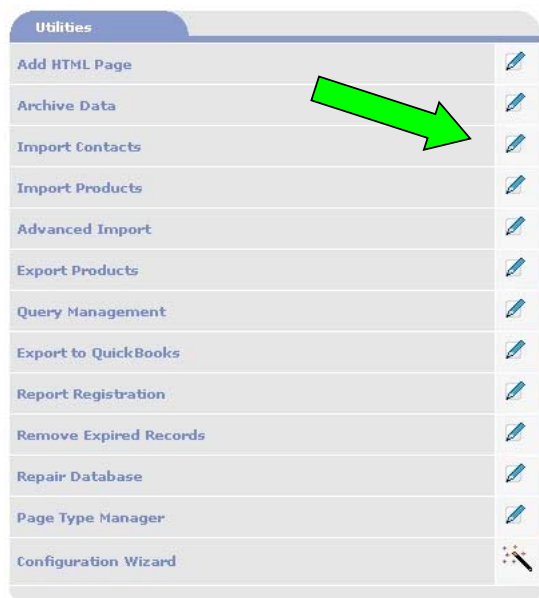 Utilities
Add HTML Page
Archive Data
Import Contacts
Import Products
Advanced Import
Export Products
Query Management
Export to QuickBooks
Report Registration
Remove Expired Records
Repair Database
Page Type Manager
Configuration Wizard